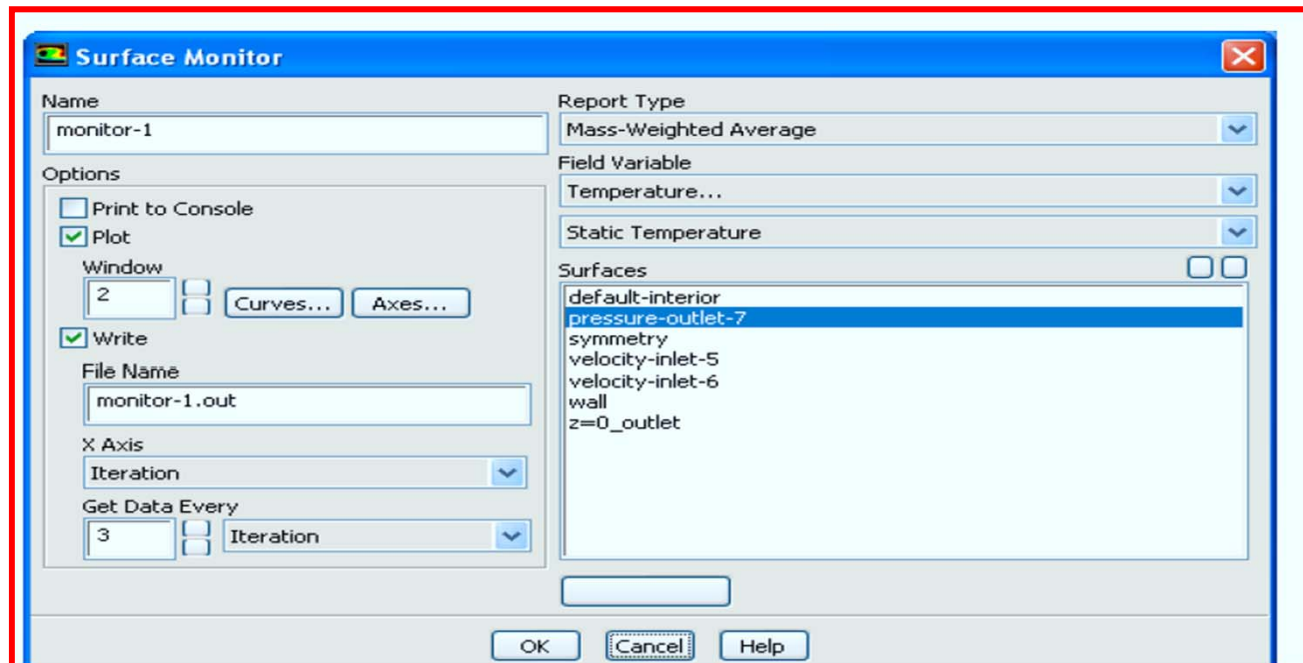 Surface Monitor
Name
monitor-1
Options
Print to Console
Plot
Window
2
Curves...
Axes...
Write
File Name
monitor-1.out
X Axis
Iteration
Get Data Every
3
Iteration
Report Type
Mass-Weighted Average
Field Variable
Temperature...
Static Temperature
Surfaces
default-interior
pressure-outlet-7
symmetry
velocity-inlet-5
velocity-inlet-6
wall
z=0_outlet
OK
Cancel
Help